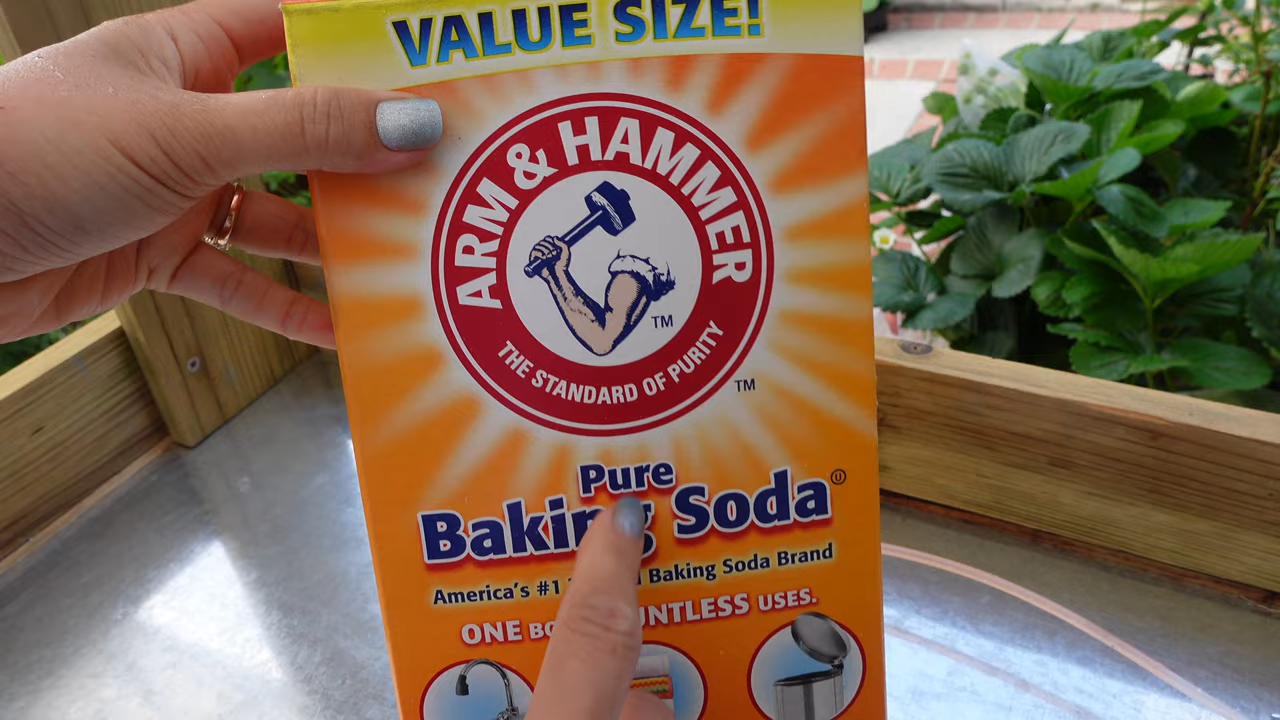 VALUE SIZE!
ARM & HAMMER
THE STANDARD OF PURITY
TM
TM
Pure
Baking Soda
America's #1 Baking Soda Brand
ONE USES.